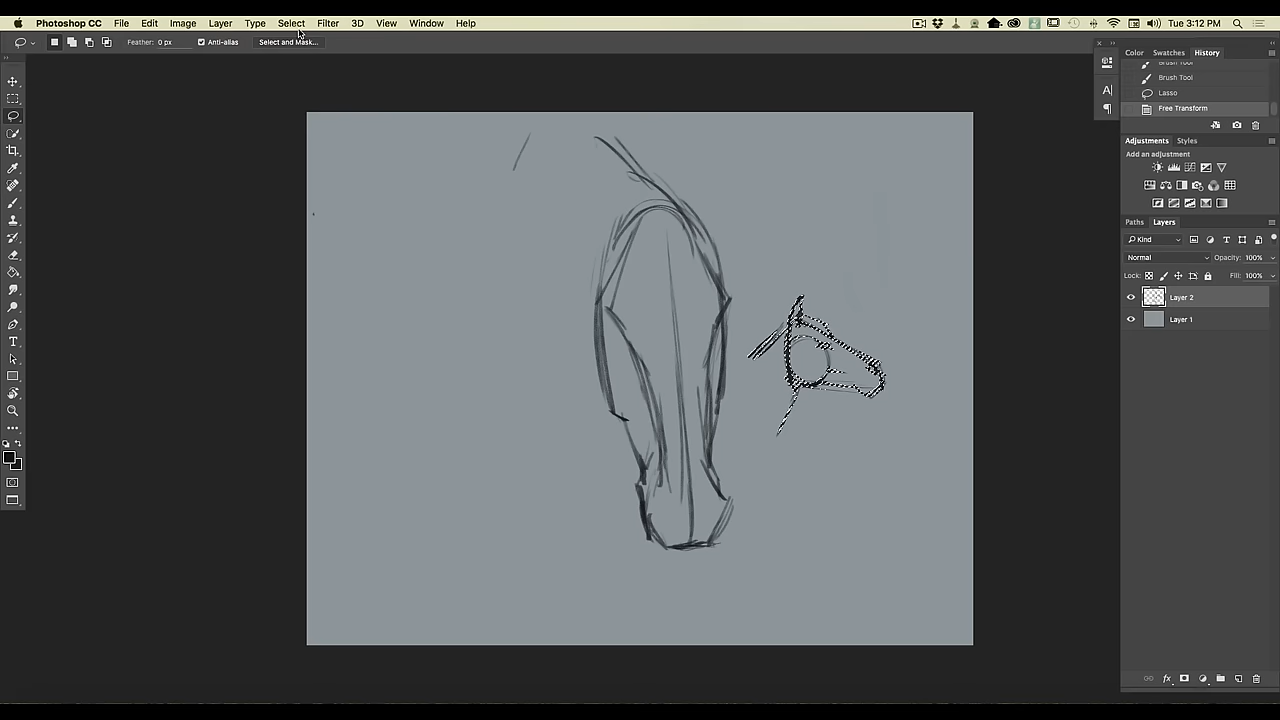 Photoshop CC File Edit Image Layer Type Select Filter 3D View Window Help Tue 3:12 PM
Feather: 0 px Anti-alias Select and Mask...
Color Swatches History
Brush Tool
Brush Tool
Lasso
Free Transform
Adjustments Styles
Add an adjustment
Paths Layers
Kind
Normal Opacity: 100%
Lock: Fill: 100%
Layer 2
Layer 1